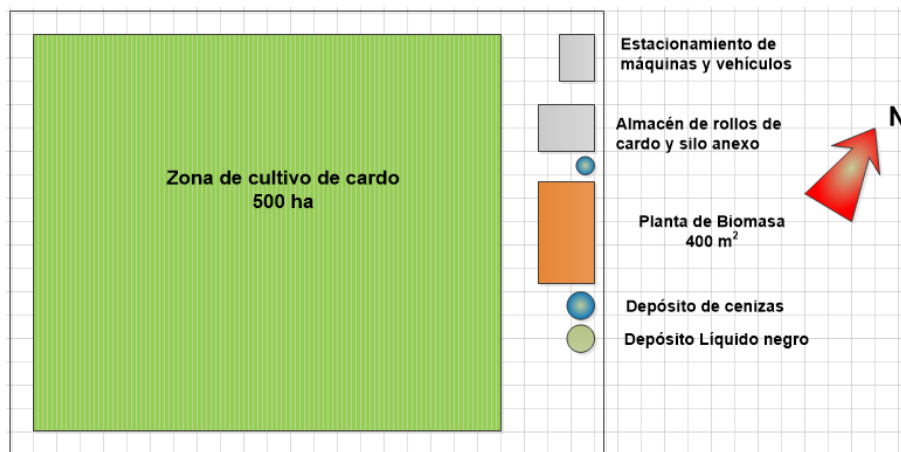 Estacionamiento de
máquinas y vehículos
N
Almacén de rollos de
cardo y silo anexo
Zona de cultivo de cardo
500 ha
Planta de Biomasa
400 m²
Depósito de cenizas
Depósito Líquido negro